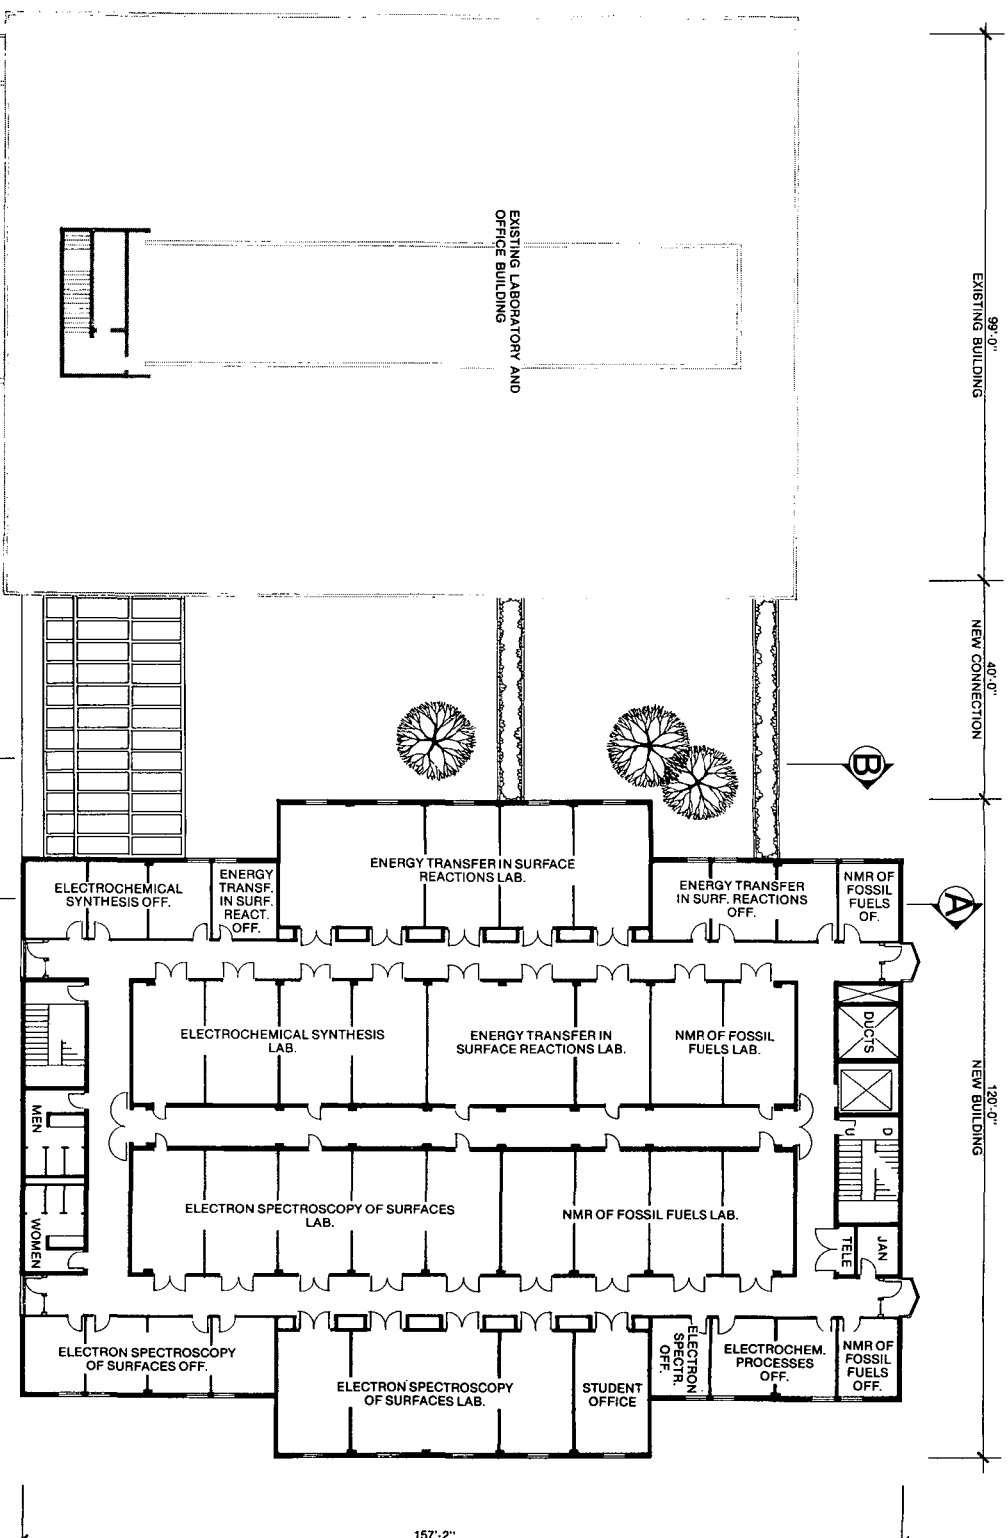 EXISTING LABORATORY AND
OFFICE BUILDING
99'-0"
EXISTING BUILDING
40'-0"
NEW CONNECTION
B
A
ENERGY TRANSFER IN SURFACE
REACTIONS LAB.
ELECTROCHEMICAL
SYNTHESIS OFF.
ENERGY
TRANSF.
IN SURF.
REACT.
OFF.
ENERGY TRANSFER
IN SURF. REACTIONS
OFF.
NMR OF
FOSSIL
FUELS
OF.
ELECTROCHEMICAL SYNTHESIS
LAB.
ENERGY TRANSFER IN
SURFACE REACTIONS LAB.
NMR OF FOSSIL
FUELS LAB.
DUCTS
120'-0"
NEW BUILDING
MEN
U
D
ELECTRON SPECTROSCOPY OF SURFACES
LAB.
NMR OF FOSSIL FUELS LAB.
WOMEN
TELE
JAN
ELECTRON SPECTROSCOPY
OF SURFACES OFF.
ELECTRON SPECTROSCOPY
OF SURFACES LAB.
STUDENT
OFFICE
ELECTRON
SPECTR.
OFF.
ELECTROCHEM.
PROCESSES
OFF.
NMR OF
FOSSIL
FUELS
OFF.
157'-2"